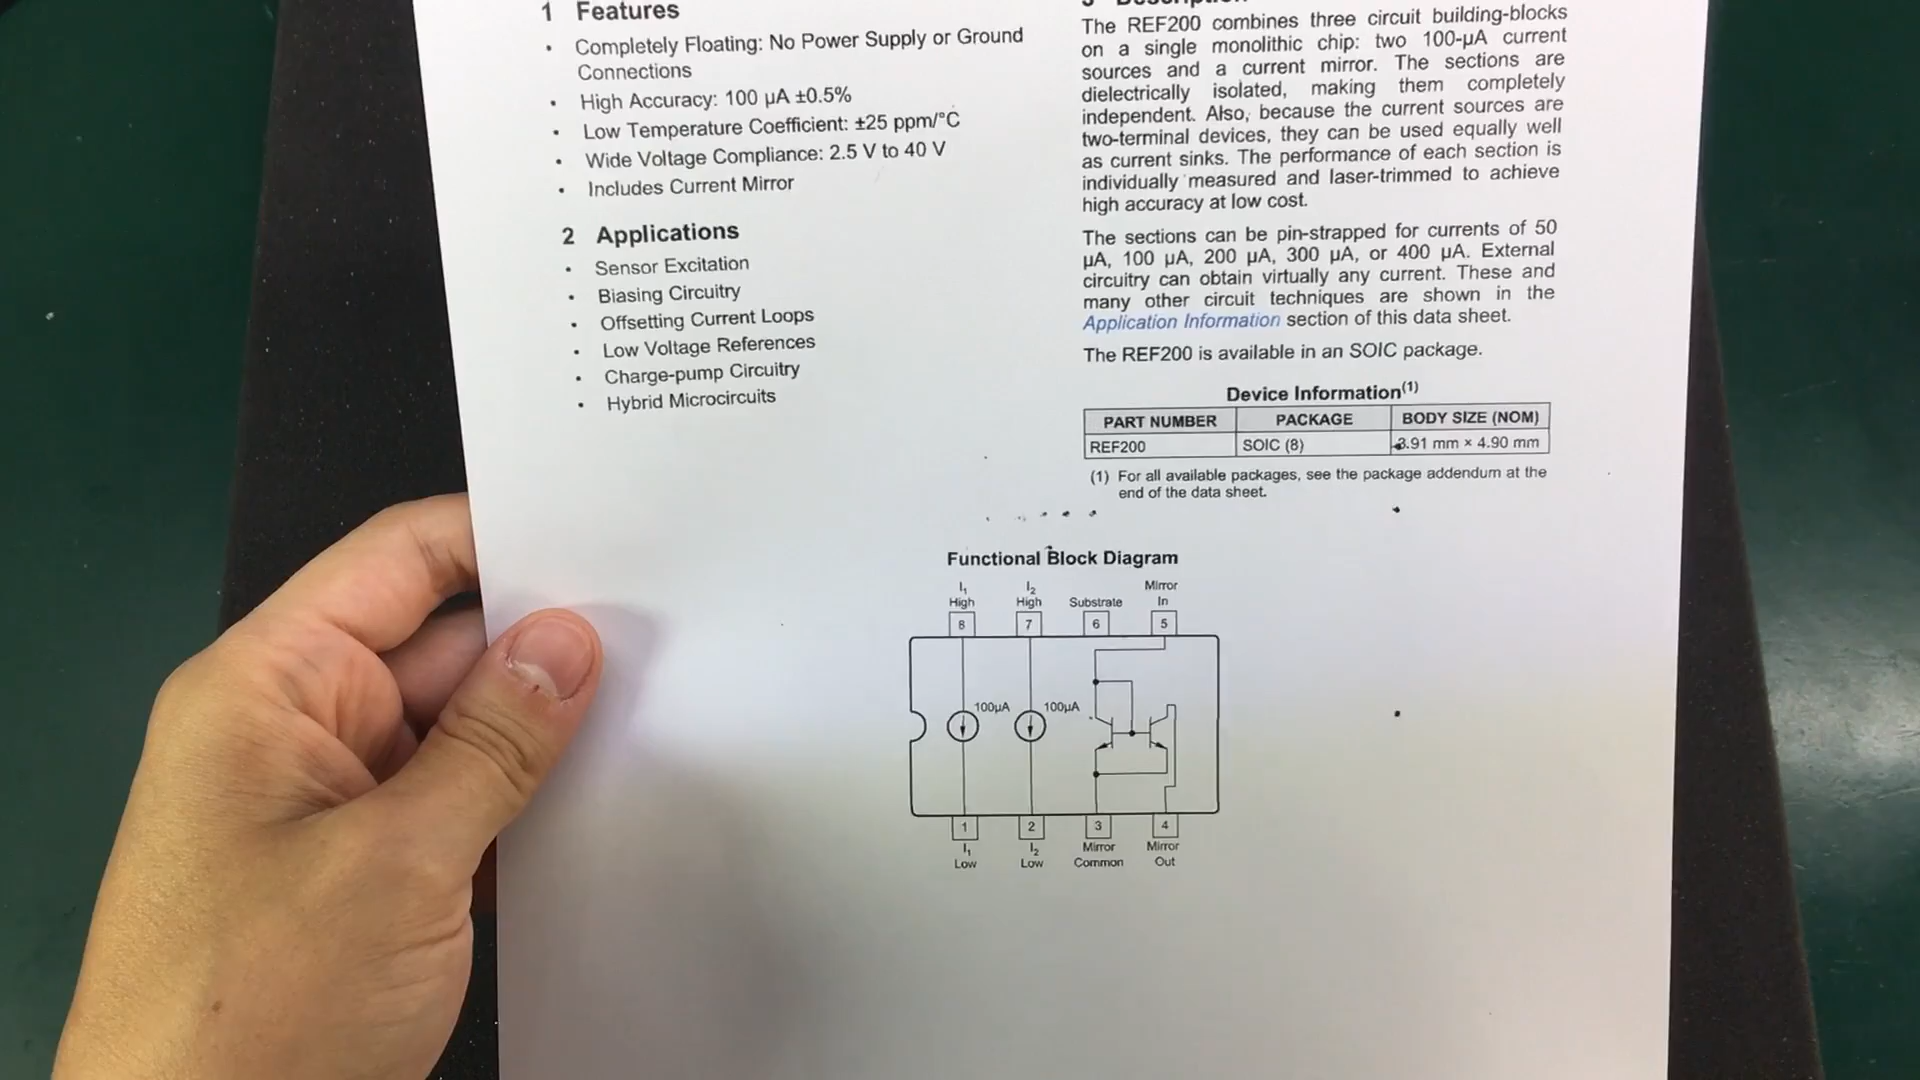 1 Features
• Completely Floating: No Power Supply or Ground
Connections
• High Accuracy: 100 µA ±0.5%
• Low Temperature Coefficient: ±25 ppm/°C
• Wide Voltage Compliance: 2.5 V to 40 V
• Includes Current Mirror
2 Applications
• Sensor Excitation
• Biasing Circuitry
• Offsetting Current Loops
• Low Voltage References
• Charge-pump Circuitry
• Hybrid Microcircuits
3 Description
The REF200 combines three circuit building-blocks
on a single monolithic chip: two 100-µA current
sources and a current mirror. The sections are
dielectrically isolated, making them completely
independent. Also, because the current sources are
two-terminal devices, they can be used equally well
as current sinks. The performance of each section is
individually measured and laser-trimmed to achieve
high accuracy at low cost.
The sections can be pin-strapped for currents of 50
µA, 100 µA, 200 µA, 300 µA, or 400 µA. External
circuitry can obtain virtually any current. These and
many other circuit techniques are shown in the
Application Information section of this data sheet.
The REF200 is available in an SOIC package.
Device Information(1)
PART NUMBER PACKAGE BODY SIZE (NOM)
REF200 SOIC (8) 3.91 mm × 4.90 mm
(1) For all available packages, see the package addendum at the
end of the data sheet.
Functional Block Diagram
I1 I2 Mirror
High High Substrate In
8 7 6 5
100µA 100µA
1 2 3 4
I1 I2 Mirror Mirror
Low Low Common Out